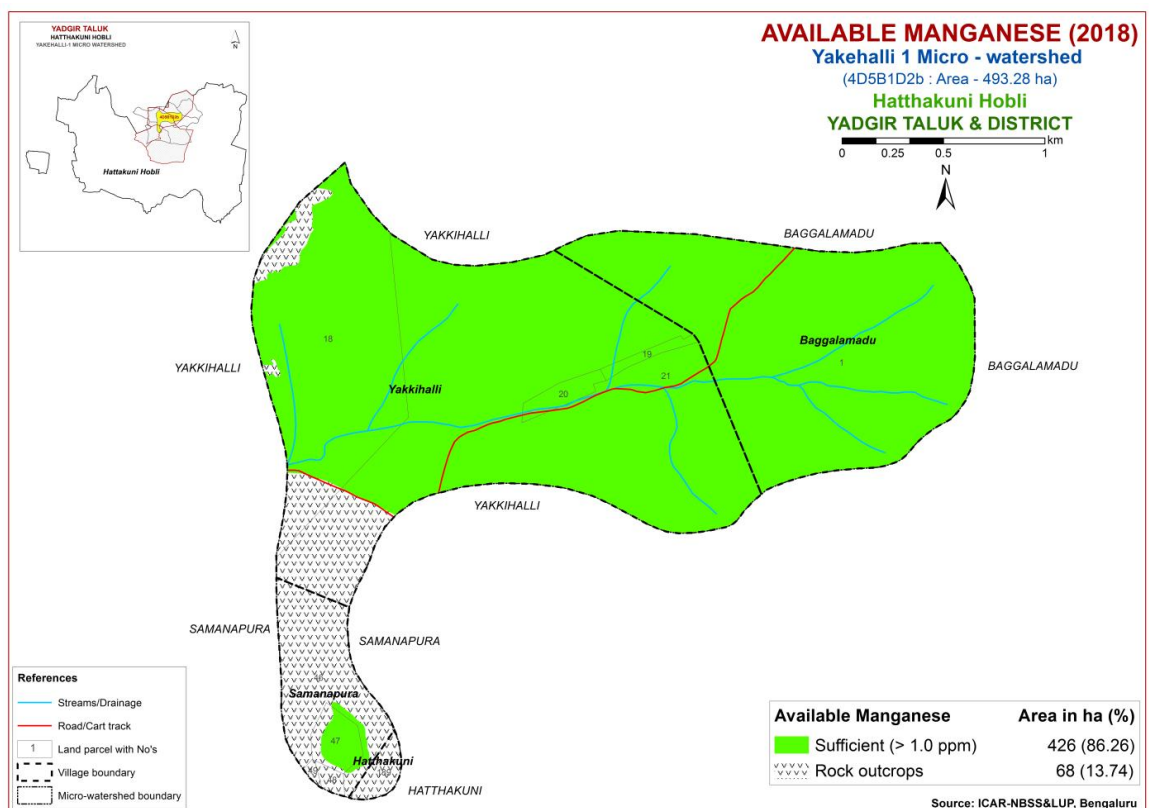 YADGIR TALUK
HATTHAKUNI HOBLI
YAKEHALLI-1 MICRO WATERSHED
N
Hattakuni Hobli
AVAILABLE MANGANESE (2018)
Yakehalli 1 Micro - watershed
(4D5B1D2b : Area - 493.28 ha)
Hatthakuni Hobli
YADGIR TALUK & DISTRICT
km
0 0.25 0.5 1
N
YAKKIHALLI
BAGGALAMADU
18
19
Baggalamadu
1
YAKKIHALLI
BAGGALAMADU
21
Yakkihalli
20
YAKKIHALLI
SAMANAPURA
SAMANAPURA
Samanapura
47
Hatthakuni
HATTHAKUNI
References
Streams/Drainage
Road/Cart track
1 Land parcel with No's
Village boundary
Micro-watershed boundary
Available Manganese Area in ha (%)
Sufficient (> 1.0 ppm) 426 (86.26)
Rock outcrops 68 (13.74)
Source: ICAR-NBSS&LUP, Bengaluru